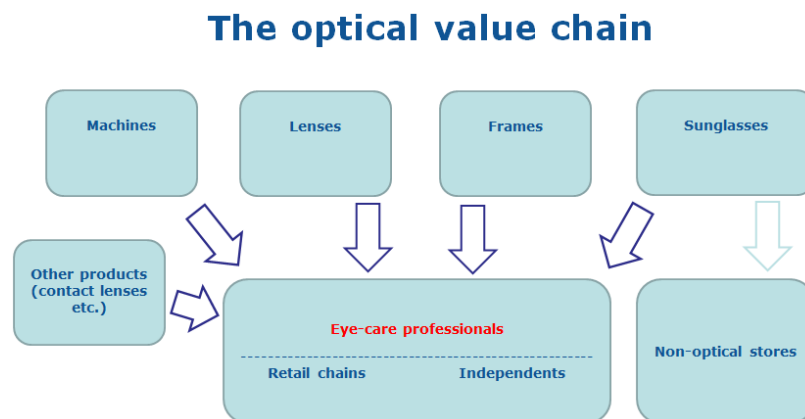 The optical value chain
Machines
Lenses
Frames
Sunglasses
Other products
(contact lenses
etc.)
Eye-care professionals
Retail chains
Independents
Non-optical stores